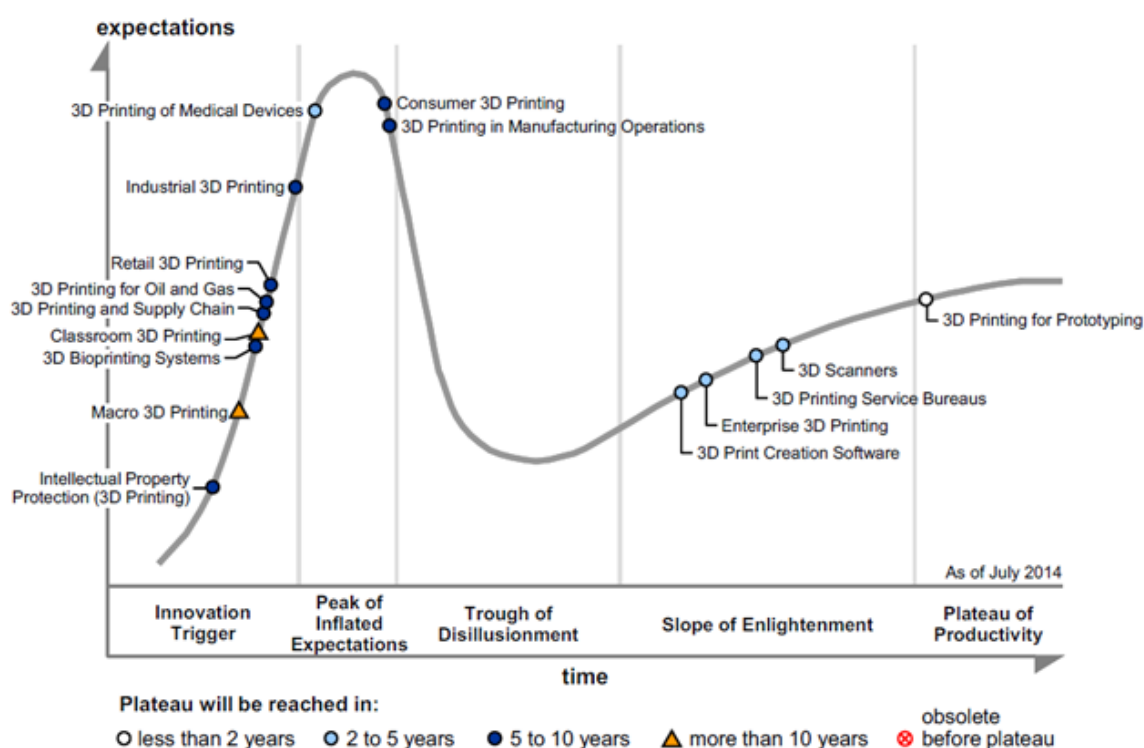 expectations
3D Printing of Medical Devices
Consumer 3D Printing
3D Printing in Manufacturing Operations
Industrial 3D Printing
Retail 3D Printing
3D Printing for Oil and Gas
3D Printing and Supply Chain
Classroom 3D Printing
3D Bioprinting Systems
Macro 3D Printing
Intellectual Property
Protection (3D Printing)
3D Printing for Prototyping
3D Scanners
3D Printing Service Bureaus
Enterprise 3D Printing
3D Print Creation Software
As of July 2014
Innovation
Trigger
Peak of
Inflated
Expectations
Trough of
Disillusionment
Slope of Enlightenment
Plateau of
Productivity
time
Plateau will be reached in:
less than 2 years
2 to 5 years
5 to 10 years
more than 10 years
obsolete
before plateau